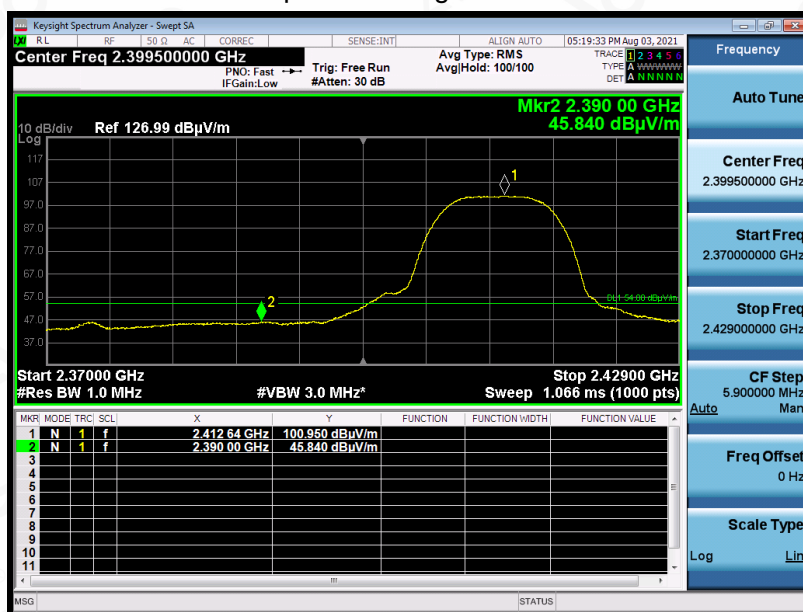 Keysight Spectrum Analyzer - Swept SA
LXI RL RF 50 Ω AC CORREC SENSE:INT ALIGN AUTO 05:19:33 PM Aug 03, 2021
Center Freq 2.399500000 GHz
PNO: Fast
IFGain:Low
Trig: Free Run
#Atten: 30 dB
Avg Type: RMS
Avg|Hold: 100/100
TRACE 1 2 3 4 5 6
TYPE A WWWWW
DET A N N N N N
Mkr2 2.390 00 GHz
45.840 dBµV/m
10 dB/div Ref 126.99 dBµV/m
Log
117
107
97.0
87.0
77.0
67.0
57.0
47.0
37.0
1
2
DL1 54.00 dBµV/m
Start 2.37000 GHz Stop 2.42900 GHz
#Res BW 1.0 MHz #VBW 3.0 MHz* Sweep 1.066 ms (1000 pts)
MKR MODE TRC SCL X Y FUNCTION FUNCTION WIDTH FUNCTION VALUE
1 N 1 f 2.412 64 GHz 100.950 dBµV/m
2 N 1 f 2.390 00 GHz 45.840 dBµV/m
3
4
5
6
7
8
9
10
11
MSG STATUS
Frequency
Auto Tune
Center Freq
2.399500000 GHz
Start Freq
2.370000000 GHz
Stop Freq
2.429000000 GHz
CF Step
5.900000 MHz
Auto Man
Freq Offset
0 Hz
Scale Type
Log Lin